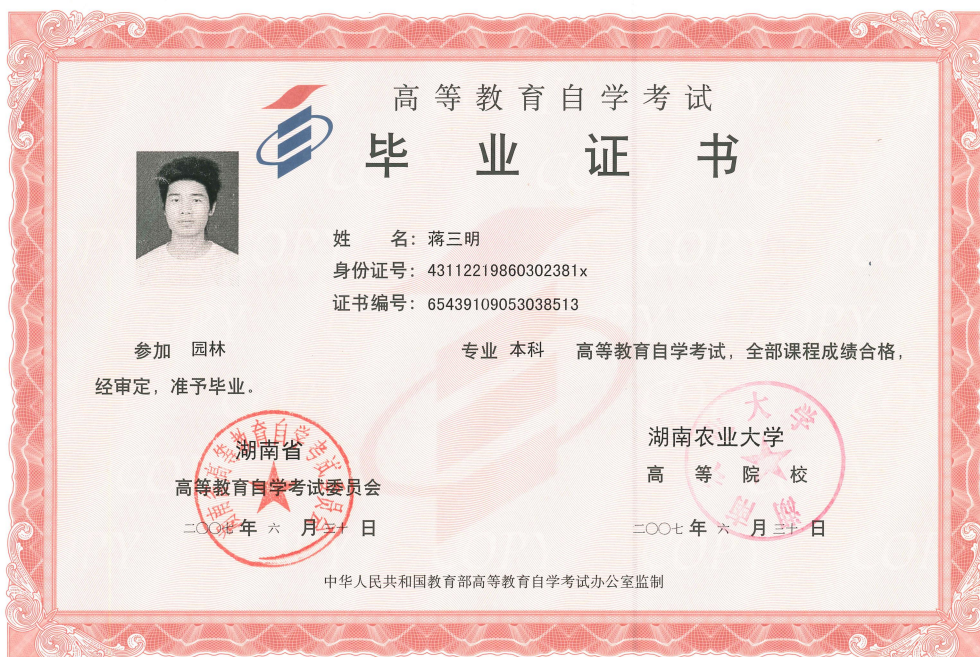 高等教育自学考试
毕业证书
姓 名：蒋三明
身份证号：43112219860302381x
证书编号：65439109053038513
参加 园林 专业 本科 高等教育自学考试，全部课程成绩合格，
经审定，准予毕业。
湖南省
高等教育自学考试委员会
二〇〇七 年 六 月 三十 日
湖南农业大学
高等院校
二〇〇七 年 六 月 三十 日
中华人民共和国教育部高等教育自学考试办公室监制